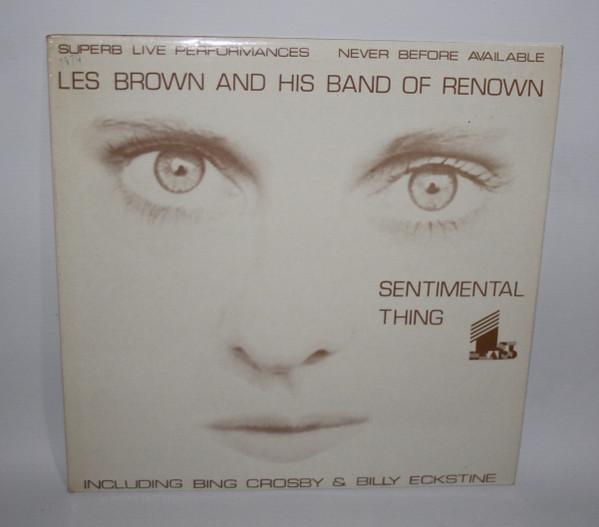 SUPERB LIVE PERFORMANCES NEVER BEFORE AVAILABLE
LES BROWN AND HIS BAND OF RENOWN
SENTIMENTAL
THING
INCLUDING BING CROSBY & BILLY ECKSTINE